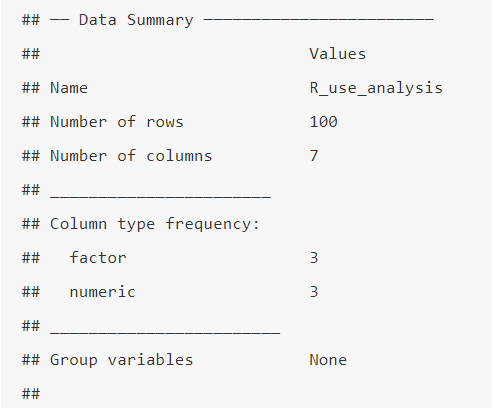 ## ── Data Summary ────────────────────────
##                            Values
## Name                       R_use_analysis
## Number of rows             100
## Number of columns          7
## _______________________
## Column type frequency:
##   factor                   3
##   numeric                  3
## ________________________
## Group variables            None
##